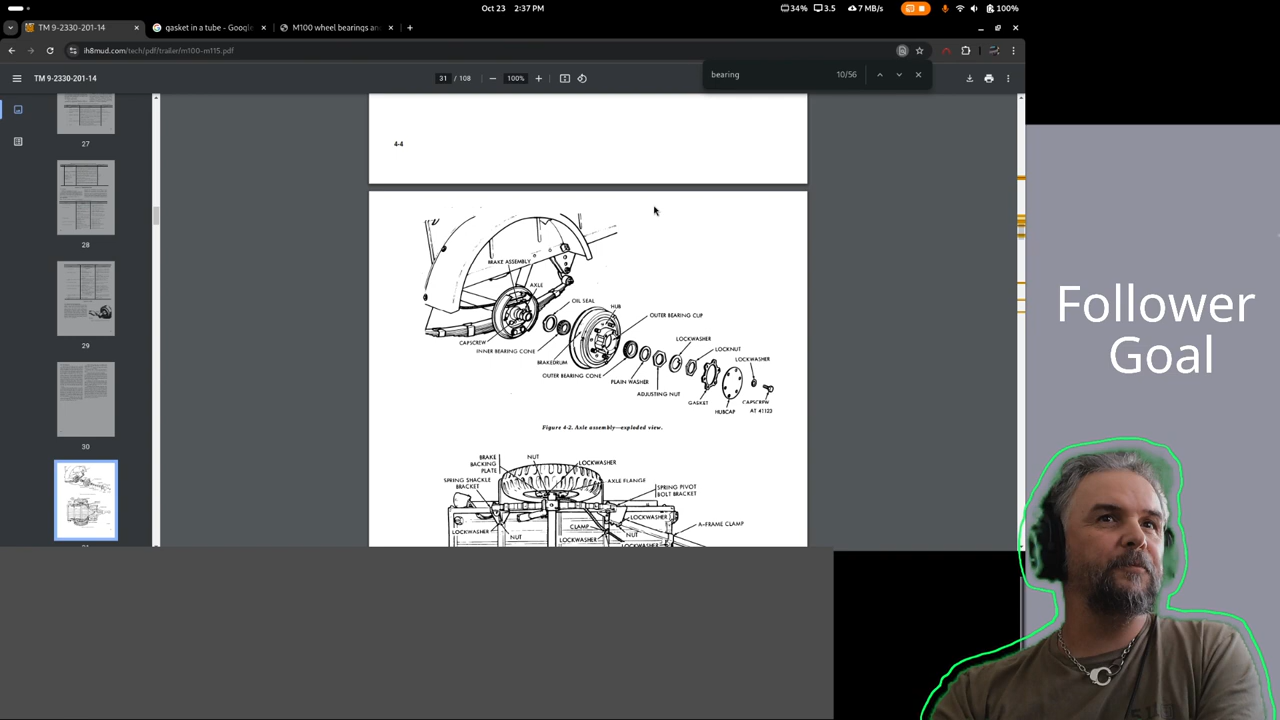 Oct 23 2:37 PM
34% 3.5 7 MB/s 100%
TM 9-2330-201-14
gasket in a tube - Google
M100 wheel bearings and
ih8mud.com/tech/pdf/trailer/m100-m115.pdf
TM 9-2330-201-14
31 / 108
100%
bearing
10/56
27
28
29
30
4-4
BRAKE ASSEMBLY
AXLE
OIL SEAL
HUB
OUTER BEARING CUP
CAPSCREW
INNER BEARING CONE
BRAKEDRUM
OUTER BEARING CONE
PLAIN WASHER
ADJUSTING NUT
LOCKWASHER
LOCKNUT
LOCKWASHER
GASKET
HUBCAP
CAPSCREW
AT 41123
Figure 4-2. Axle assembly—exploded view.
BRAKE
BACKING
PLATE
NUT
LOCKWASHER
SPRING SHACKLE
BRACKET
AXLE FLANGE
SPRING PIVOT
BOLT BRACKET
LOCKWASHER
A-FRAME CLAMP
CLAMP
LOCKWASHER
NUT
NUT
LOCKWASHER
LOCKWASHER
Follower
Goal